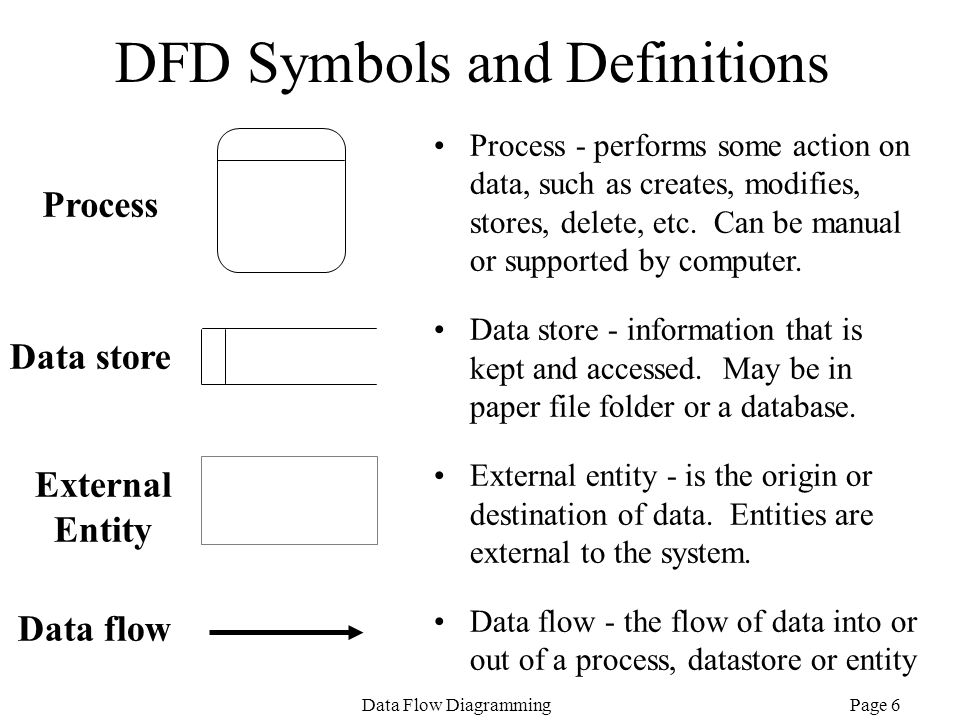 DFD Symbols and Definitions
Process
• Process - performs some action on
data, such as creates, modifies,
stores, delete, etc. Can be manual
or supported by computer.
Data store
• Data store - information that is
kept and accessed. May be in
paper file folder or a database.
External
Entity
• External entity - is the origin or
destination of data. Entities are
external to the system.
Data flow
• Data flow - the flow of data into or
out of a process, datastore or entity
Data Flow Diagramming
Page 6